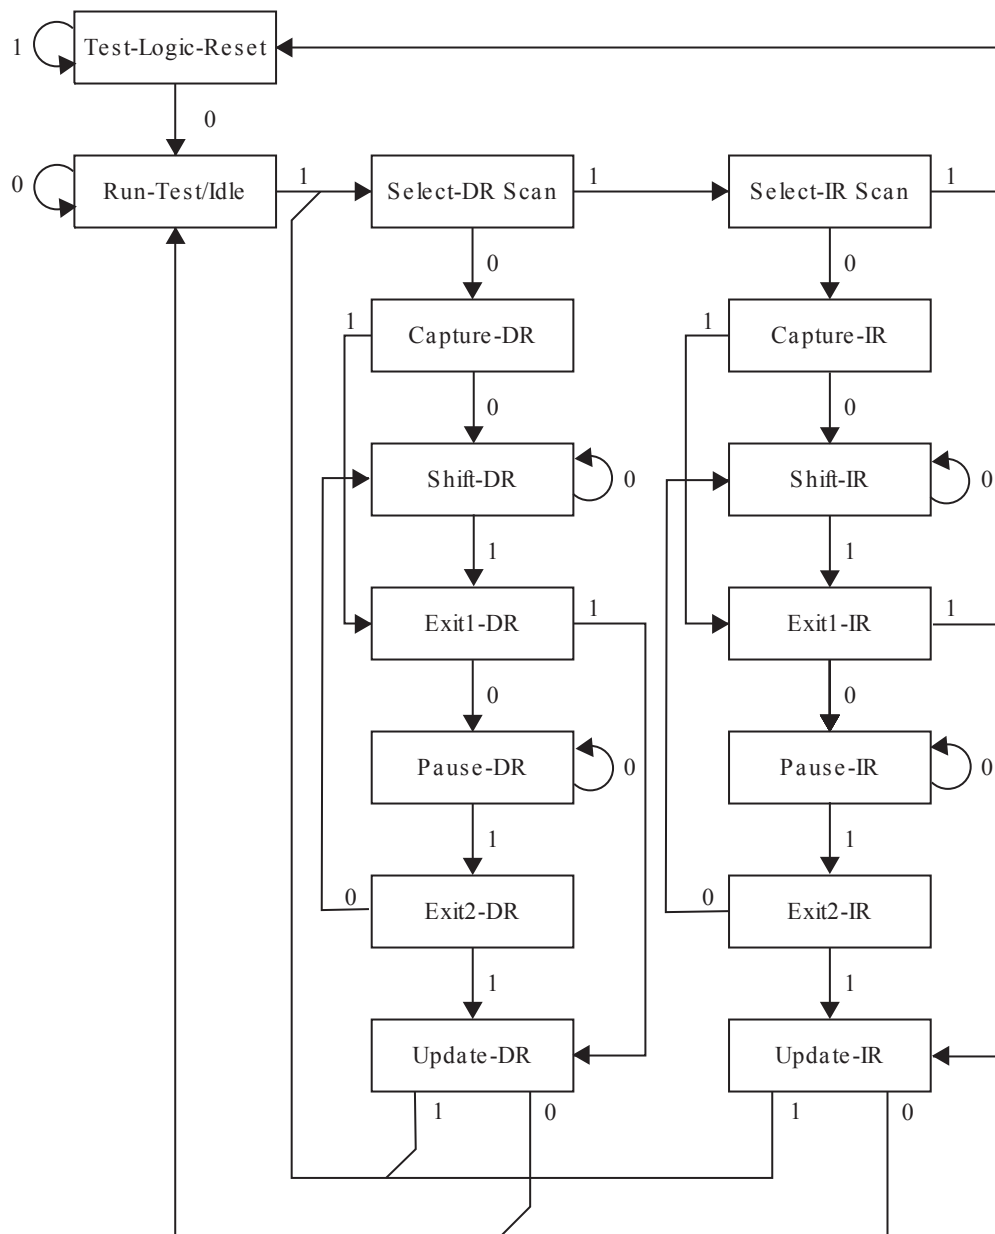 1 Test-Logic-Reset
0
0 Run-Test/Idle 1 Select-DR Scan 1 Select-IR Scan 1
0 0
1 Capture-DR 1 Capture-IR
0 0
Shift-DR 0 Shift-IR 0
1 1
Exit1-DR 1 Exit1-IR 1
0 0
Pause-DR 0 Pause-IR 0
1 1
0 Exit2-DR 0 Exit2-IR
1 1
Update-DR Update-IR
1 0 1 0